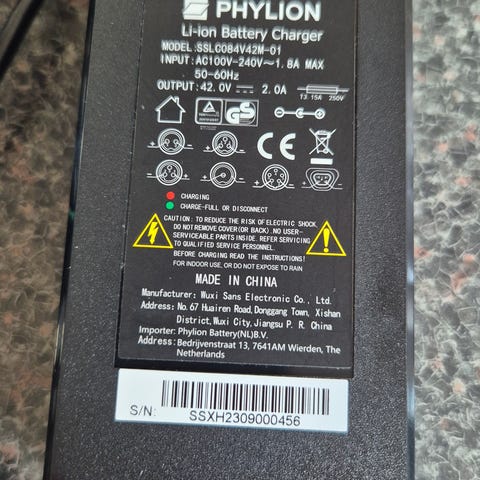 PHYLION
Li-ion Battery Charger
MODEL: SSLC084V42M-01
INPUT: AC100V-240V~1.8A MAX
50-60Hz
OUTPUT: 42.0V⎓ 2.0A
T3.15A 250V
GS
CE
CHARGING
CHARGE-FULL OR DISCONNECT
CAUTION: TO REDUCE THE RISK OF ELECTRIC SHOCK,
DO NOT REMOVE COVER (OR BACK). NO USER-
SERVICEABLE PARTS INSIDE. REFER SERVICING
TO QUALIFIED SERVICE PERSONNEL.
BEFORE CHARGING READ THE INSTRUCTIONS!
FOR INDOOR USE, OR DO NOT EXPOSE TO RAIN
MADE IN CHINA
Manufacturer: Wuxi Sans Electronic Co., Ltd.
Address: No. 67 Huairen Road, Donggang Town, Xishan
District, Wuxi City, Jiangsu P. R. China
Importer: Phylion Battery(NL)B.V.
Address: Bedrijvenstraat 13, 7641AM Wierden, The
Netherlands
S/N:
SSXH2309000456